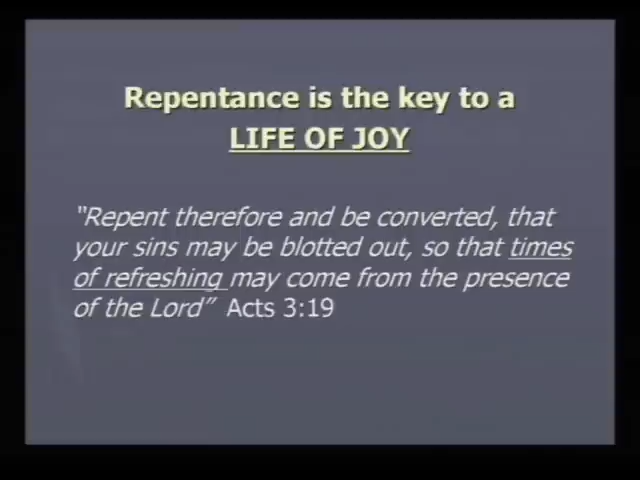 Repentance is the key to a
LIFE OF JOY
“Repent therefore and be converted, that
your sins may be blotted out, so that times
of refreshing may come from the presence
of the Lord” Acts 3:19